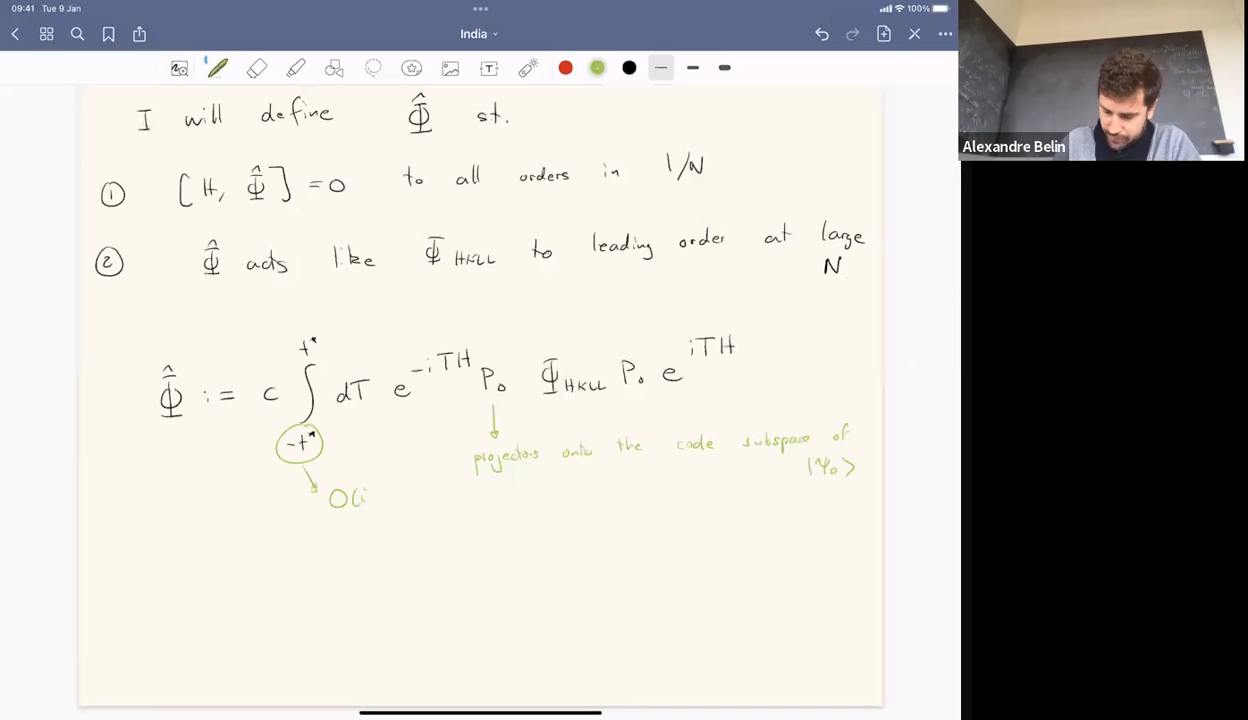 09:41 Tue 9 Jan
100%
India
I will define Φ̂ st.
① [H, Φ̂] = 0 to all orders in 1/N
② Φ̂ acts like Φ_HKLL to leading order at large N
Φ̂ := c ∫_{-t*}^{t*} dT e^{-iTH} P₀ Φ_HKLL P₀ e^{iTH}
projectors onto the code subspace of |Ψ₀⟩
O(i
Alexandre Belin